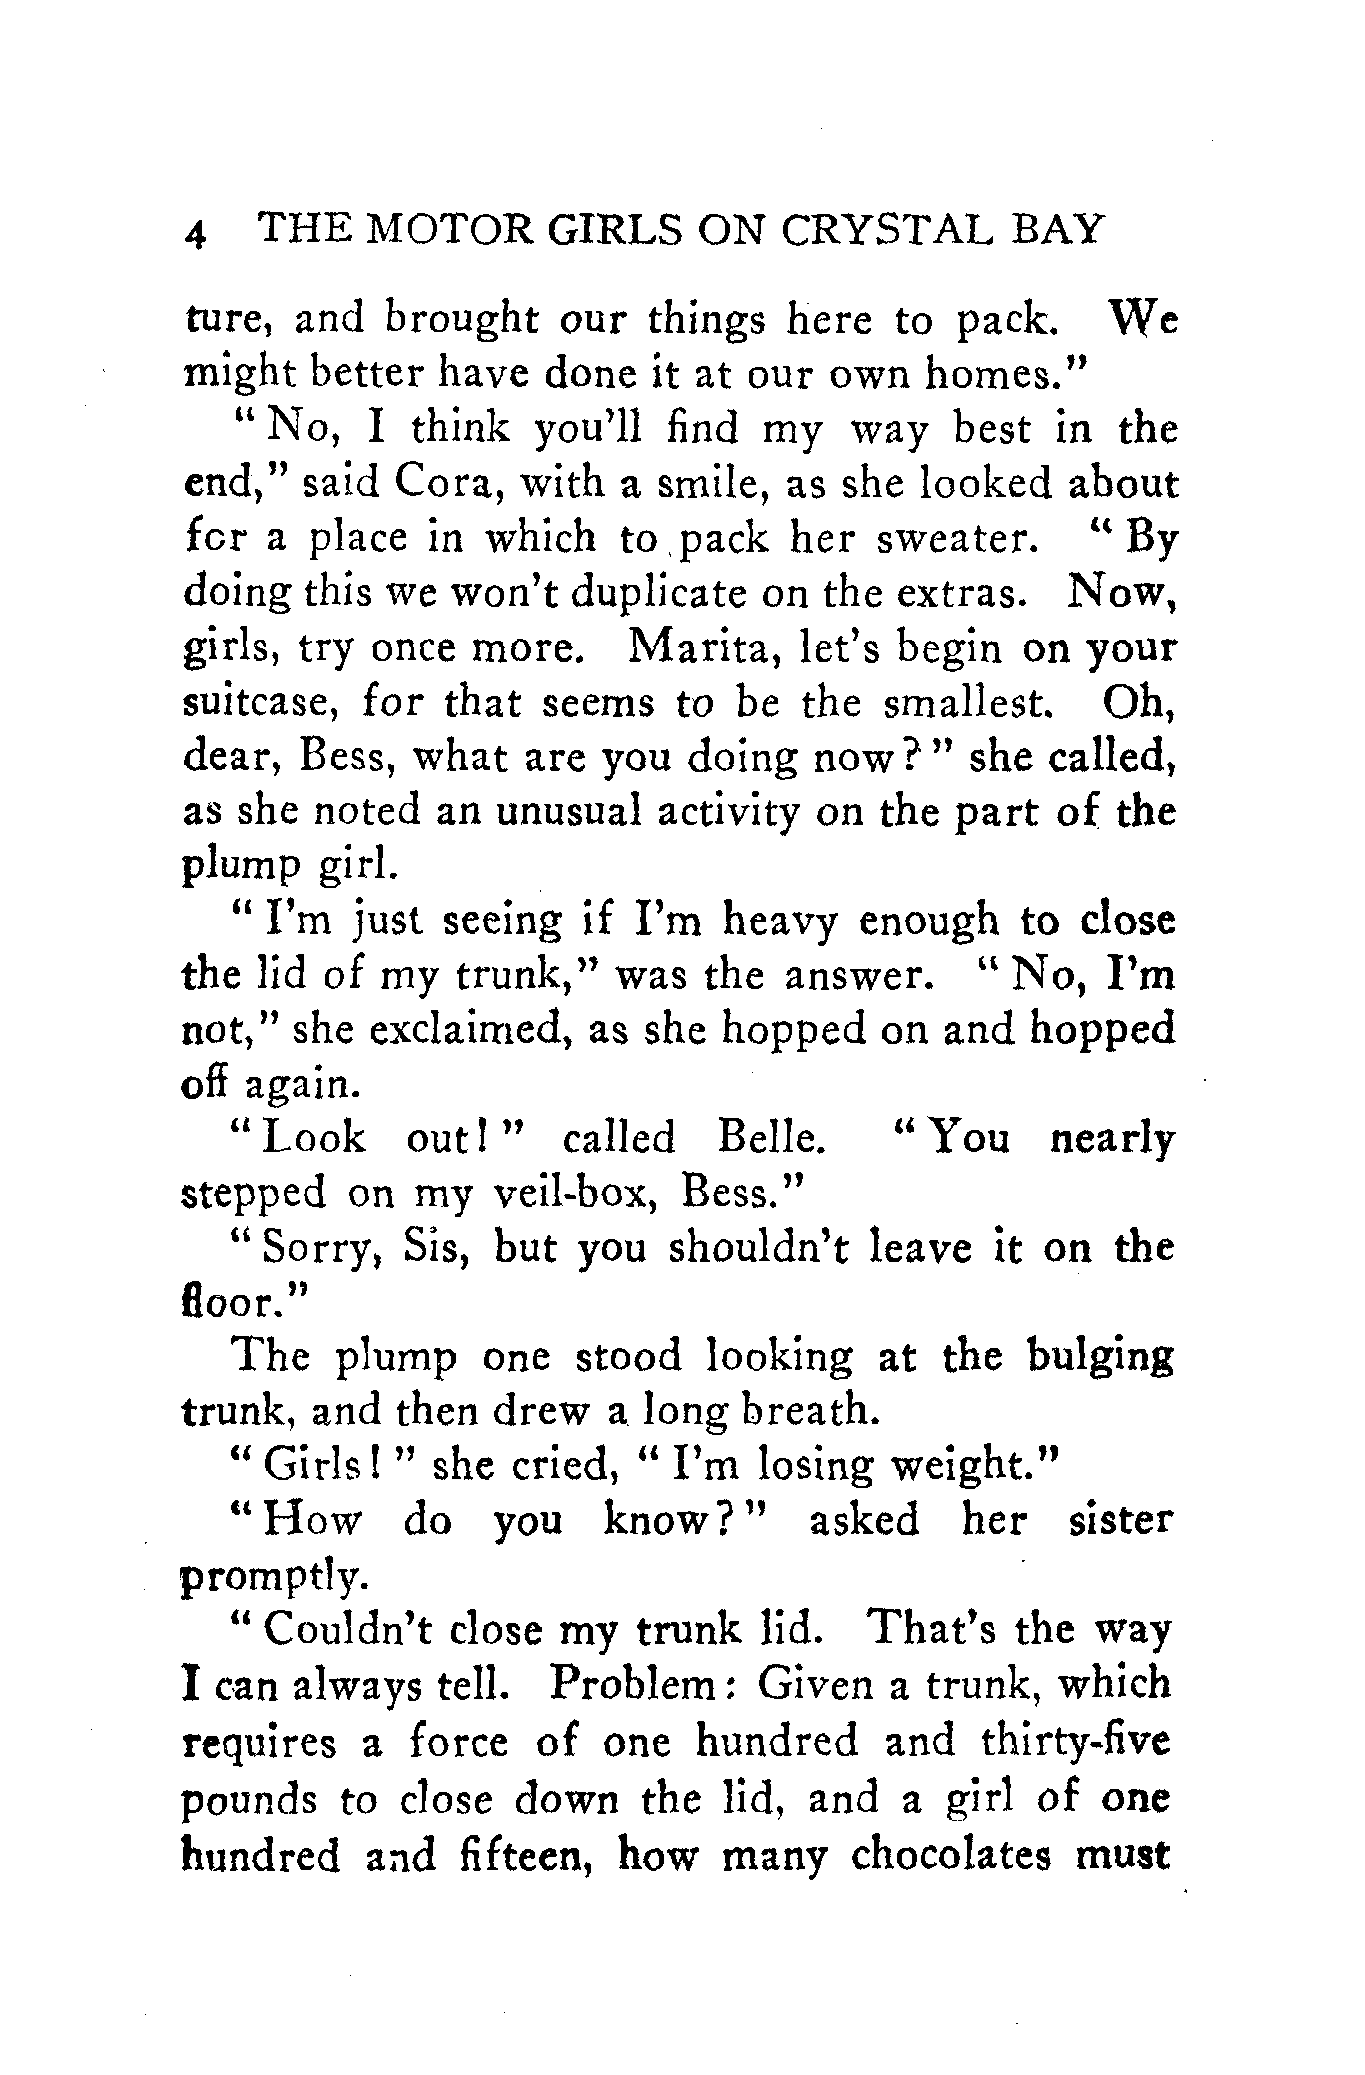 4 THE MOTOR GIRLS ON CRYSTAL BAY
ture, and brought our things here to pack. We
might better have done it at our own homes."
"No, I think you'll find my way best in the
end," said Cora, with a smile, as she looked about
for a place in which to pack her sweater. "By
doing this we won't duplicate on the extras. Now,
girls, try once more. Marita, let's begin on your
suitcase, for that seems to be the smallest. Oh,
dear, Bess, what are you doing now?" she called,
as she noted an unusual activity on the part of the
plump girl.
"I'm just seeing if I'm heavy enough to close
the lid of my trunk," was the answer. "No, I'm
not," she exclaimed, as she hopped on and hopped
off again.
"Look out!" called Belle. "You nearly
stepped on my veil-box, Bess."
"Sorry, Sis, but you shouldn't leave it on the
floor."
The plump one stood looking at the bulging
trunk, and then drew a long breath.
"Girls!" she cried, "I'm losing weight."
"How do you know?" asked her sister
promptly.
"Couldn't close my trunk lid. That's the way
I can always tell. Problem: Given a trunk, which
requires a force of one hundred and thirty-five
pounds to close down the lid, and a girl of one
hundred and fifteen, how many chocolates must